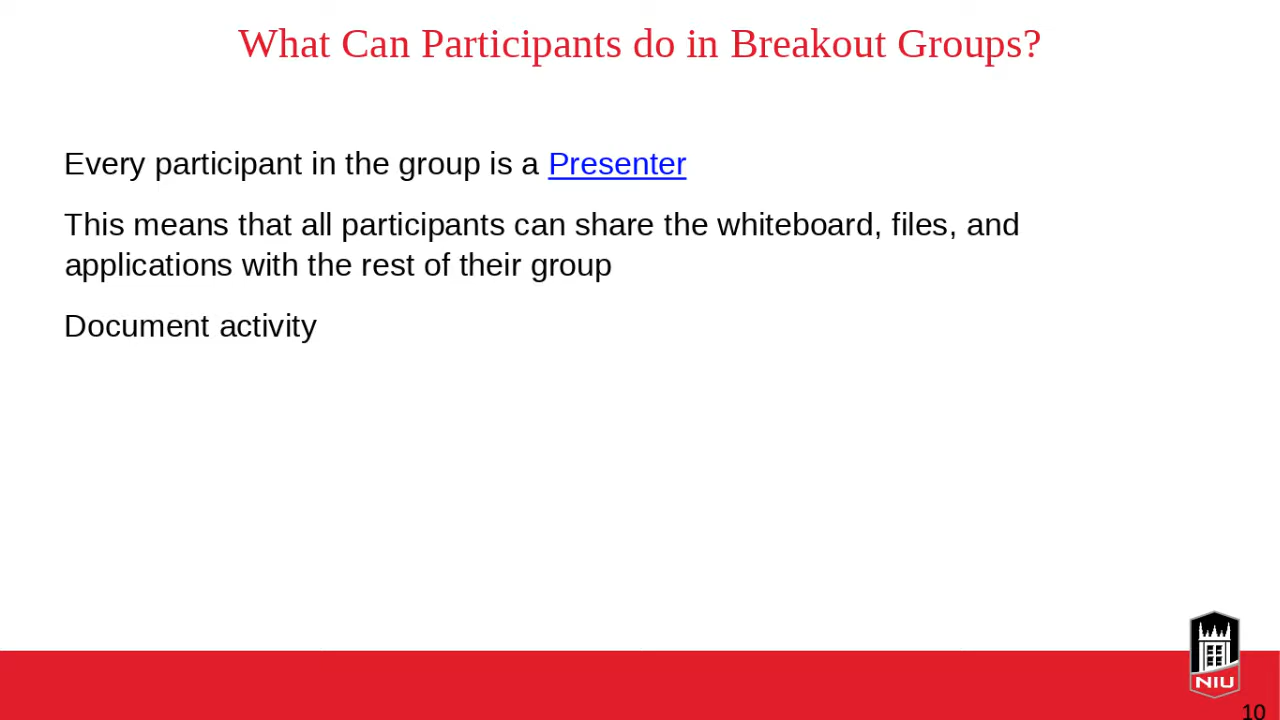 What Can Participants do in Breakout Groups?
Every participant in the group is a Presenter
This means that all participants can share the whiteboard, files, and
applications with the rest of their group
Document activity
NIU
10